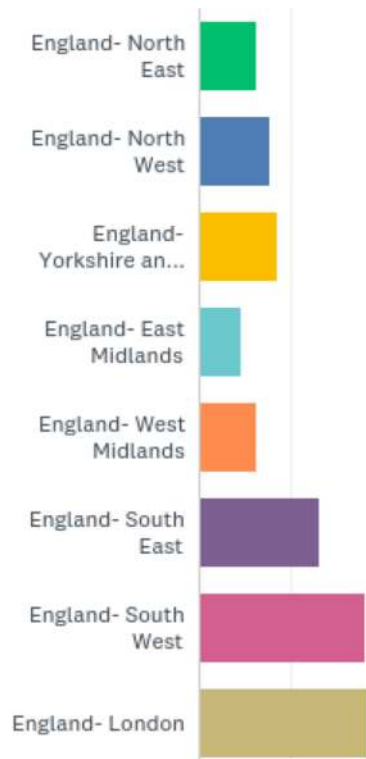 England- North
East
England- North
West
England-
Yorkshire an...
England- East
Midlands
England- West
Midlands
England- South
East
England- South
West
England- London